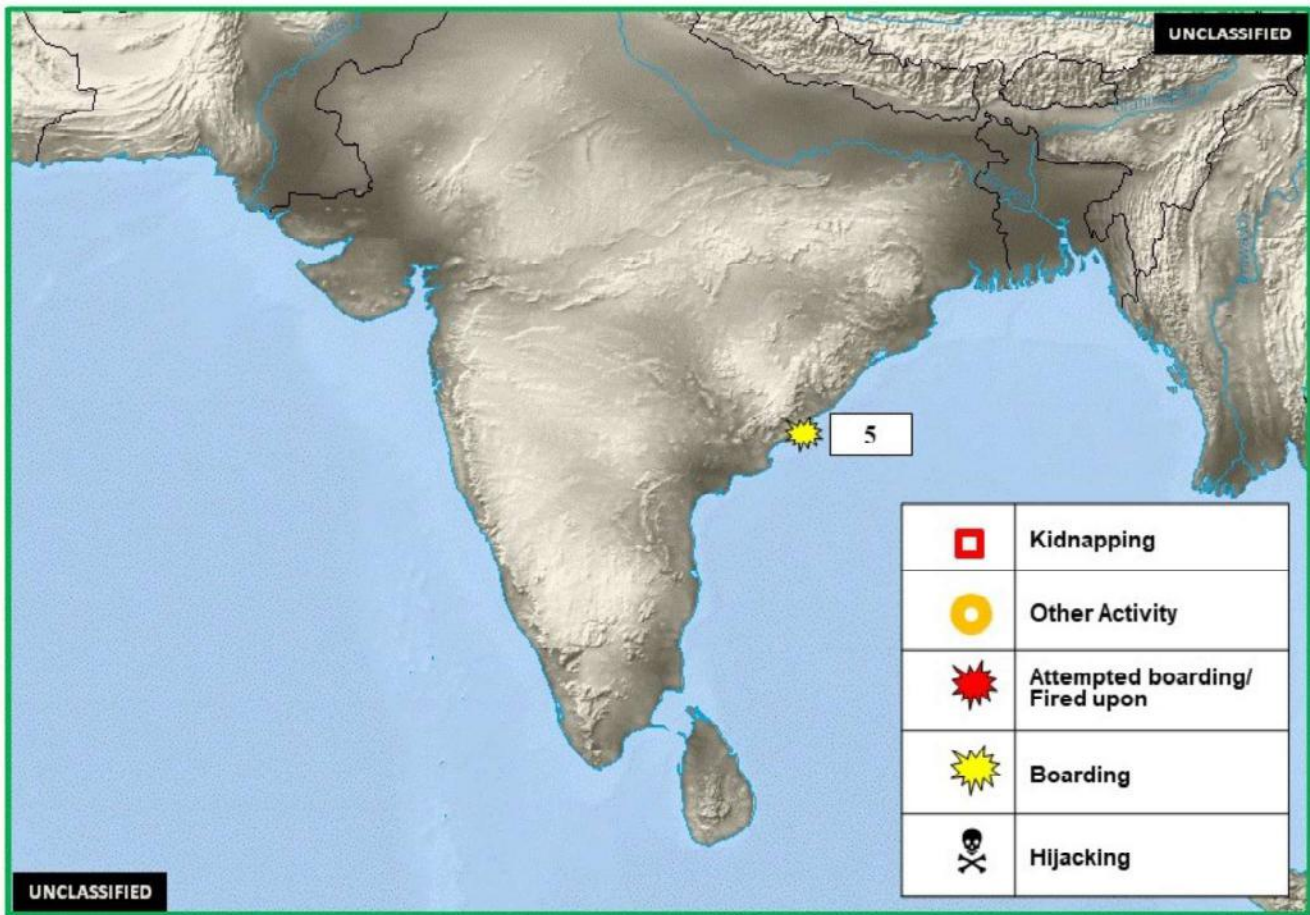 UNCLASSIFIED
5
Kidnapping
Other Activity
Attempted boarding/
Fired upon
Boarding
Hijacking
UNCLASSIFIED